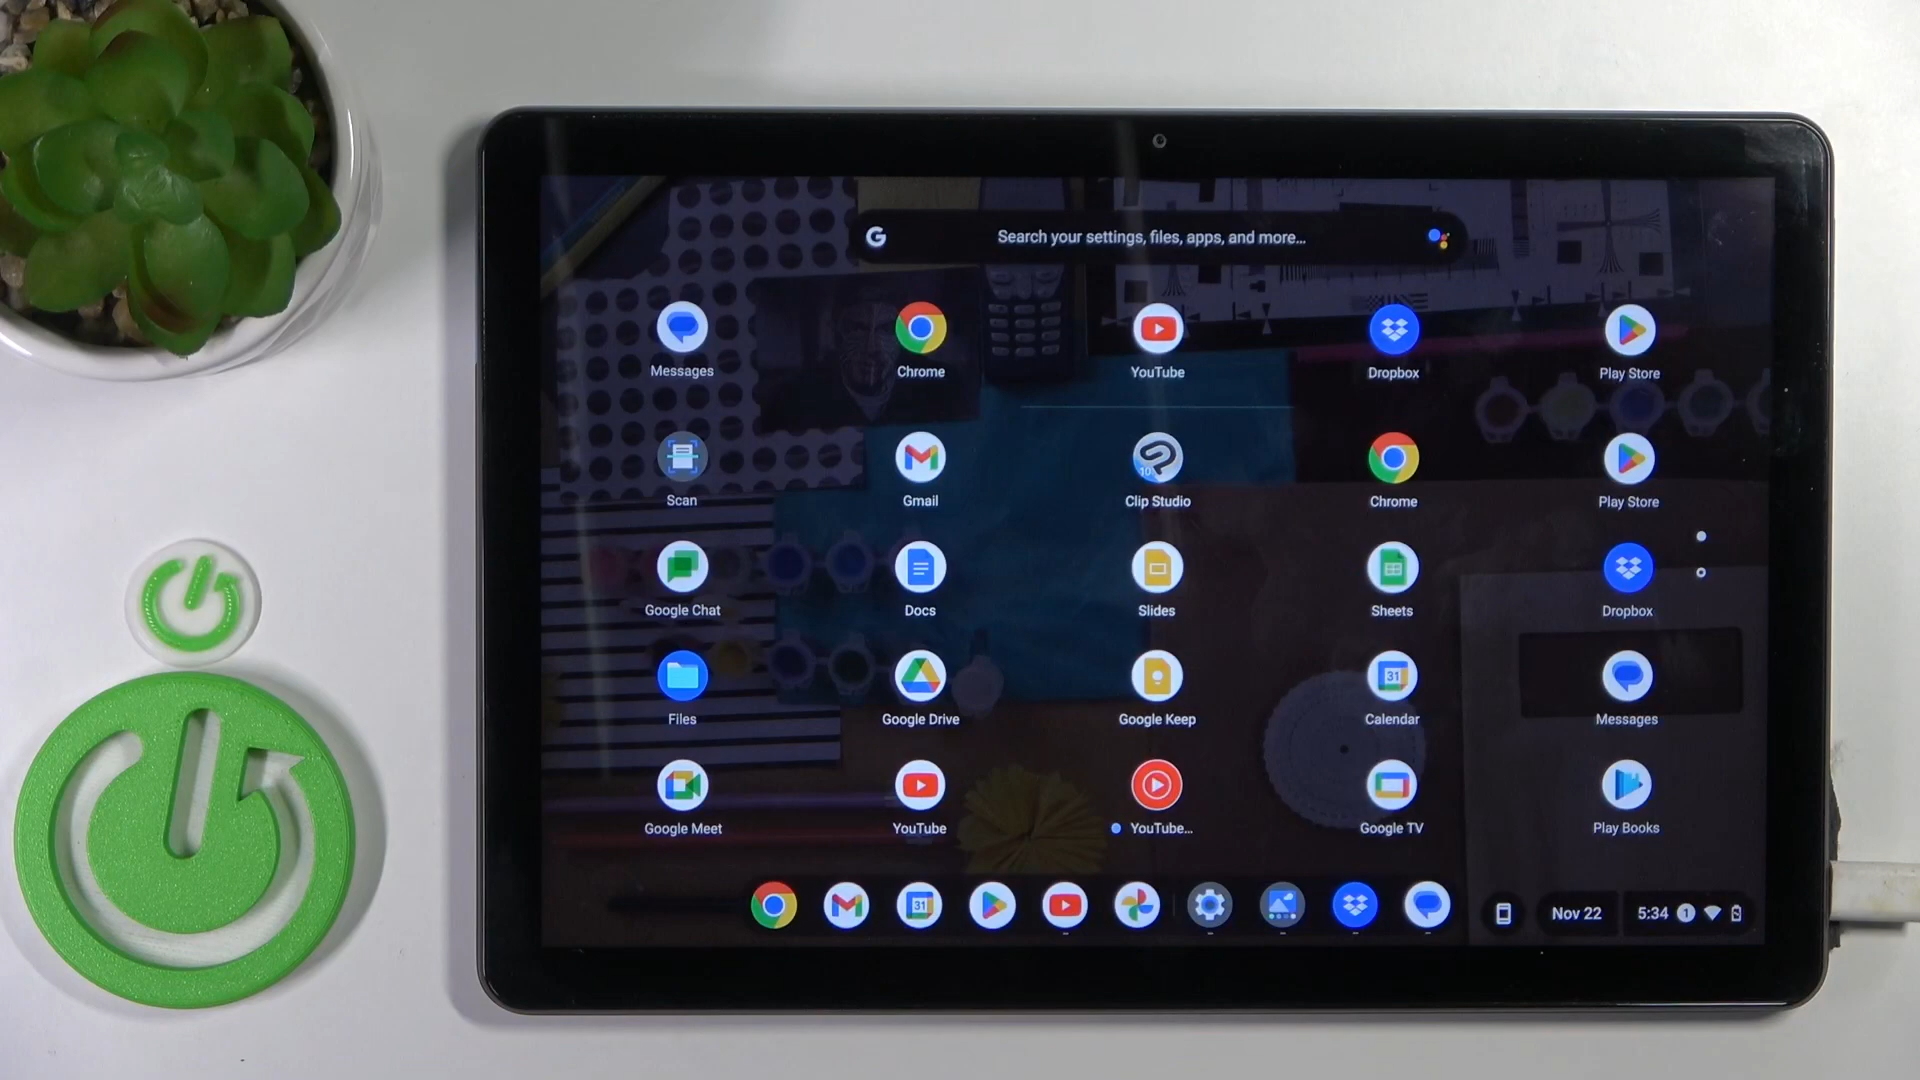 Search your settings, files, apps, and more...
Messages
Chrome
YouTube
Dropbox
Play Store
Scan
Gmail
Clip Studio
Chrome
Play Store
Google Chat
Docs
Slides
Sheets
Dropbox
Files
Google Drive
Google Keep
Calendar
Messages
Google Meet
YouTube
YouTube...
Google TV
Play Books
Nov 22
5:34